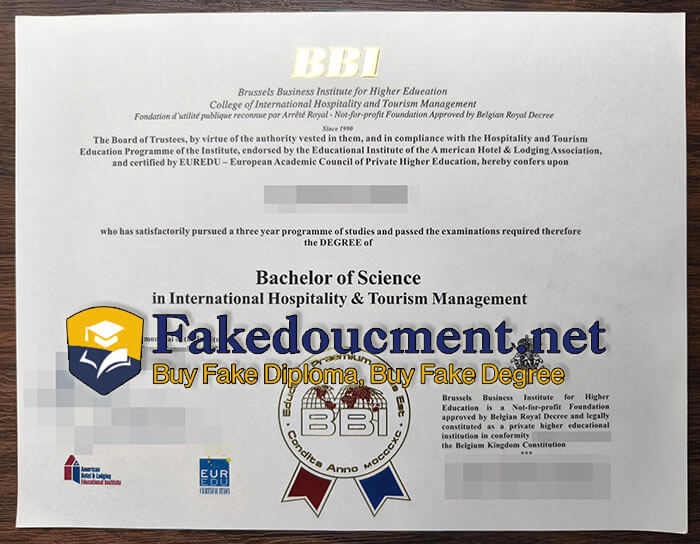 BBI
Brussels Business Institute for Higher Education
College of International Hospitality and Tourism Management
Fondation d'utilité publique reconnue par Arrêté Royal - Not-for-profit Foundation Approved by Belgian Royal Decree
Since 1990
The Board of Trustees, by virtue of the authority vested in them, and in compliance with the Hospitality and Tourism
Education Programme of the Institute, endorsed by the Educational Institute of the American Hotel & Lodging Association,
and certified by EUREDU – European Academic Council of Private Higher Education, hereby confers upon
who has satisfactorily pursued a three year programme of studies and passed the examinations required therefore
the DEGREE of
Bachelor of Science
in International Hospitality & Tourism Management
Fakedoucment.net
Buy Fake Diploma, Buy Fake Degree
Praemium
BBI
Condita Anno MCCCXC
Brussels Business Institute for Higher
Education is a Not-for-profit Foundation
approved by Belgian Royal Decree and legally
constituted as a private higher educational
institution in conformity
the Belgium Kingdom Constitution
***
American
Hotel & Lodging
Educational Institute
EUR
EDU
CERTIFICATION